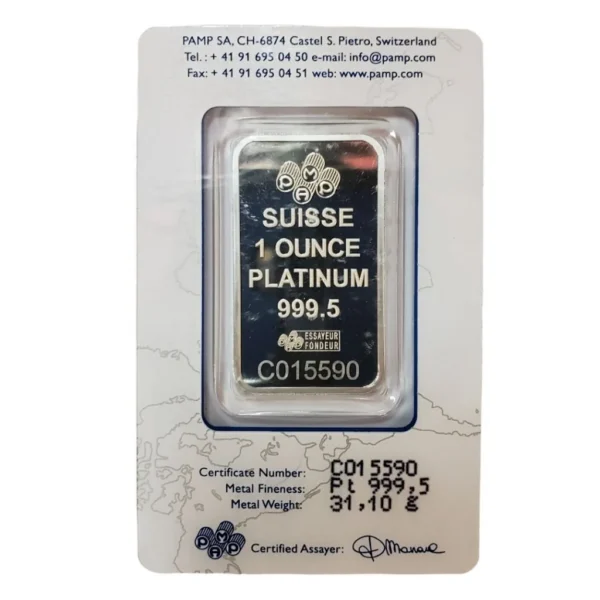 PAMP SA, CH-6874 Castel S. Pietro, Switzerland
Tel.: + 41 91 695 04 50 e-mail: info@pamp.com
Fax: + 41 91 695 04 51 web: www.pamp.com
PAMP
SUISSE
1 OUNCE
PLATINUM
999.5
PAMP ESSAYEUR
FONDEUR
C015590
Certificate Number: C015590
Metal Fineness: Pt 999,5
Metal Weight: 31,10 g
PAMP Certified Assayer: